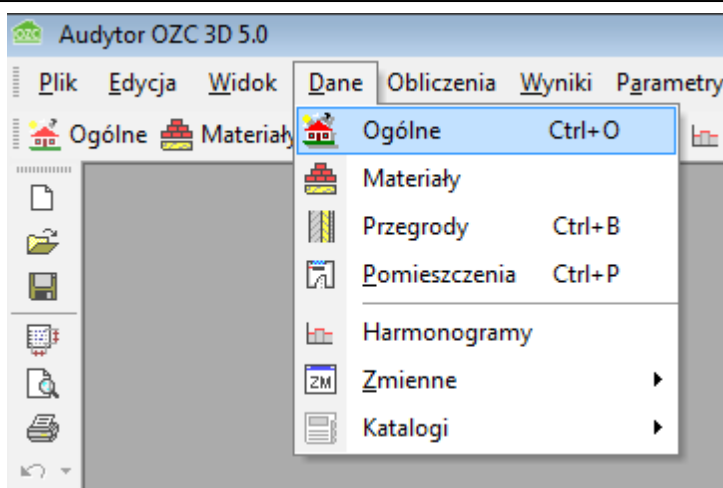 Audytor OZC 3D 5.0
Plik Edycja Widok Dane Obliczenia Wyniki Parametry
Ogólne Materiały
Ogólne Ctrl+O
Materiały
Przegrody Ctrl+B
Pomieszczenia Ctrl+P
Harmonogramy
ZM Zmienne
Katalogi